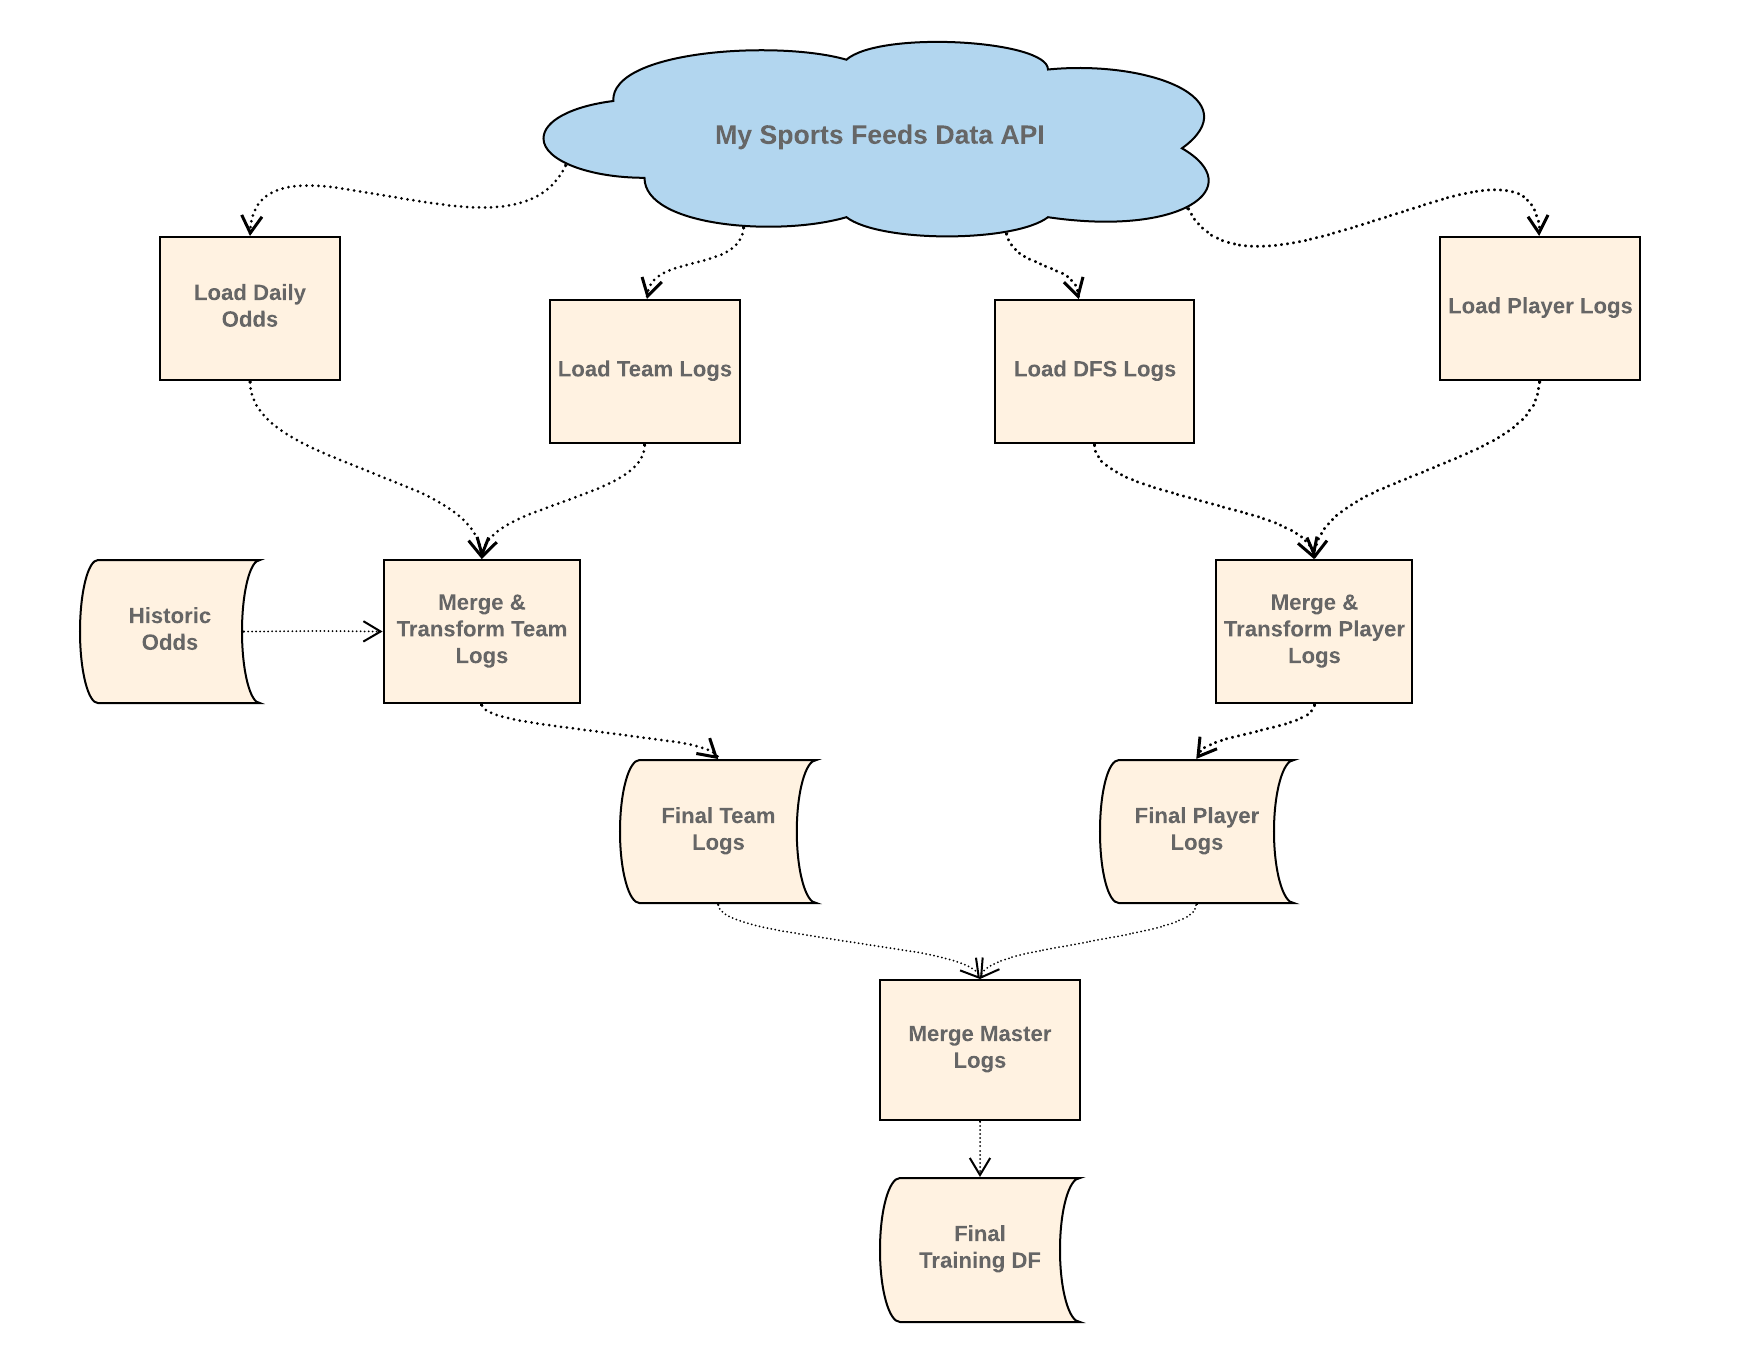 My Sports Feeds Data API
Load Daily
Odds
Load Team Logs
Load DFS Logs
Load Player Logs
Historic
Odds
Merge &
Transform Team
Logs
Merge &
Transform Player
Logs
Final Team
Logs
Final Player
Logs
Merge Master
Logs
Final
Training DF